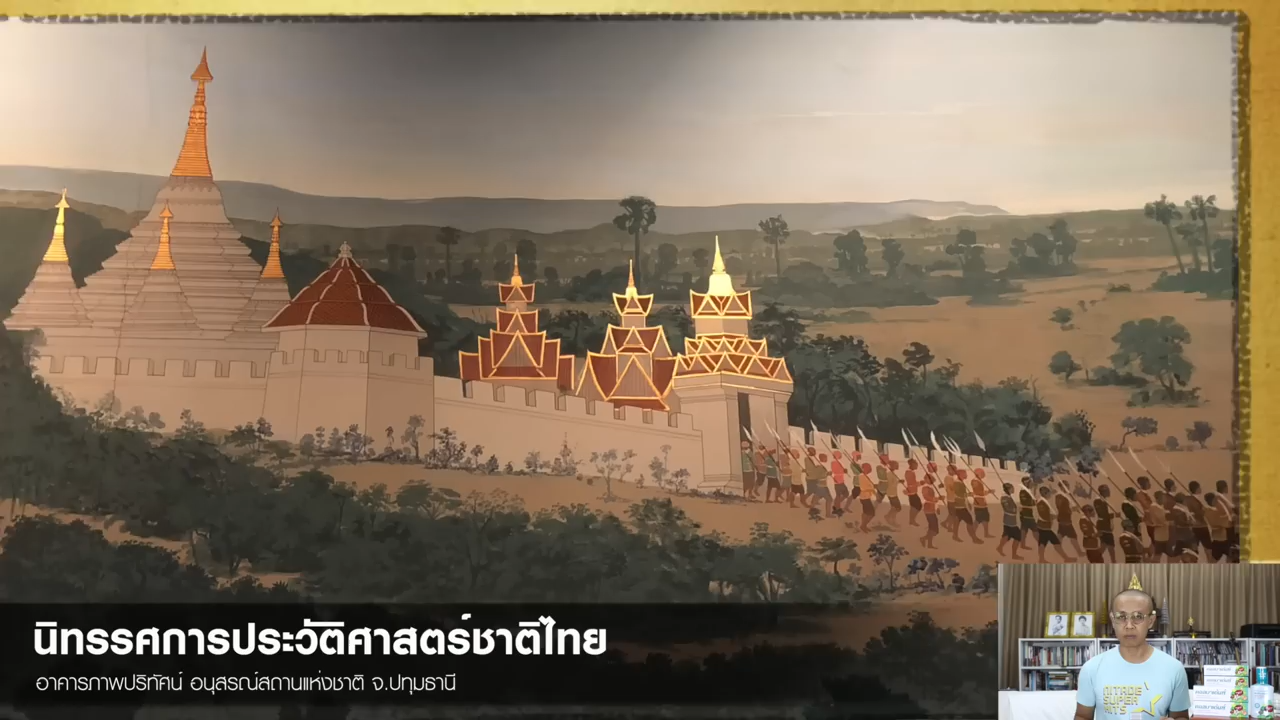 นิทรรศการประวัติศาสตร์ชาติไทย
อาคารภาพปริทัศน์ อนุสรณ์สถานแห่งชาติ จ.ปทุมธานี
NITADE
SUPER
HITS